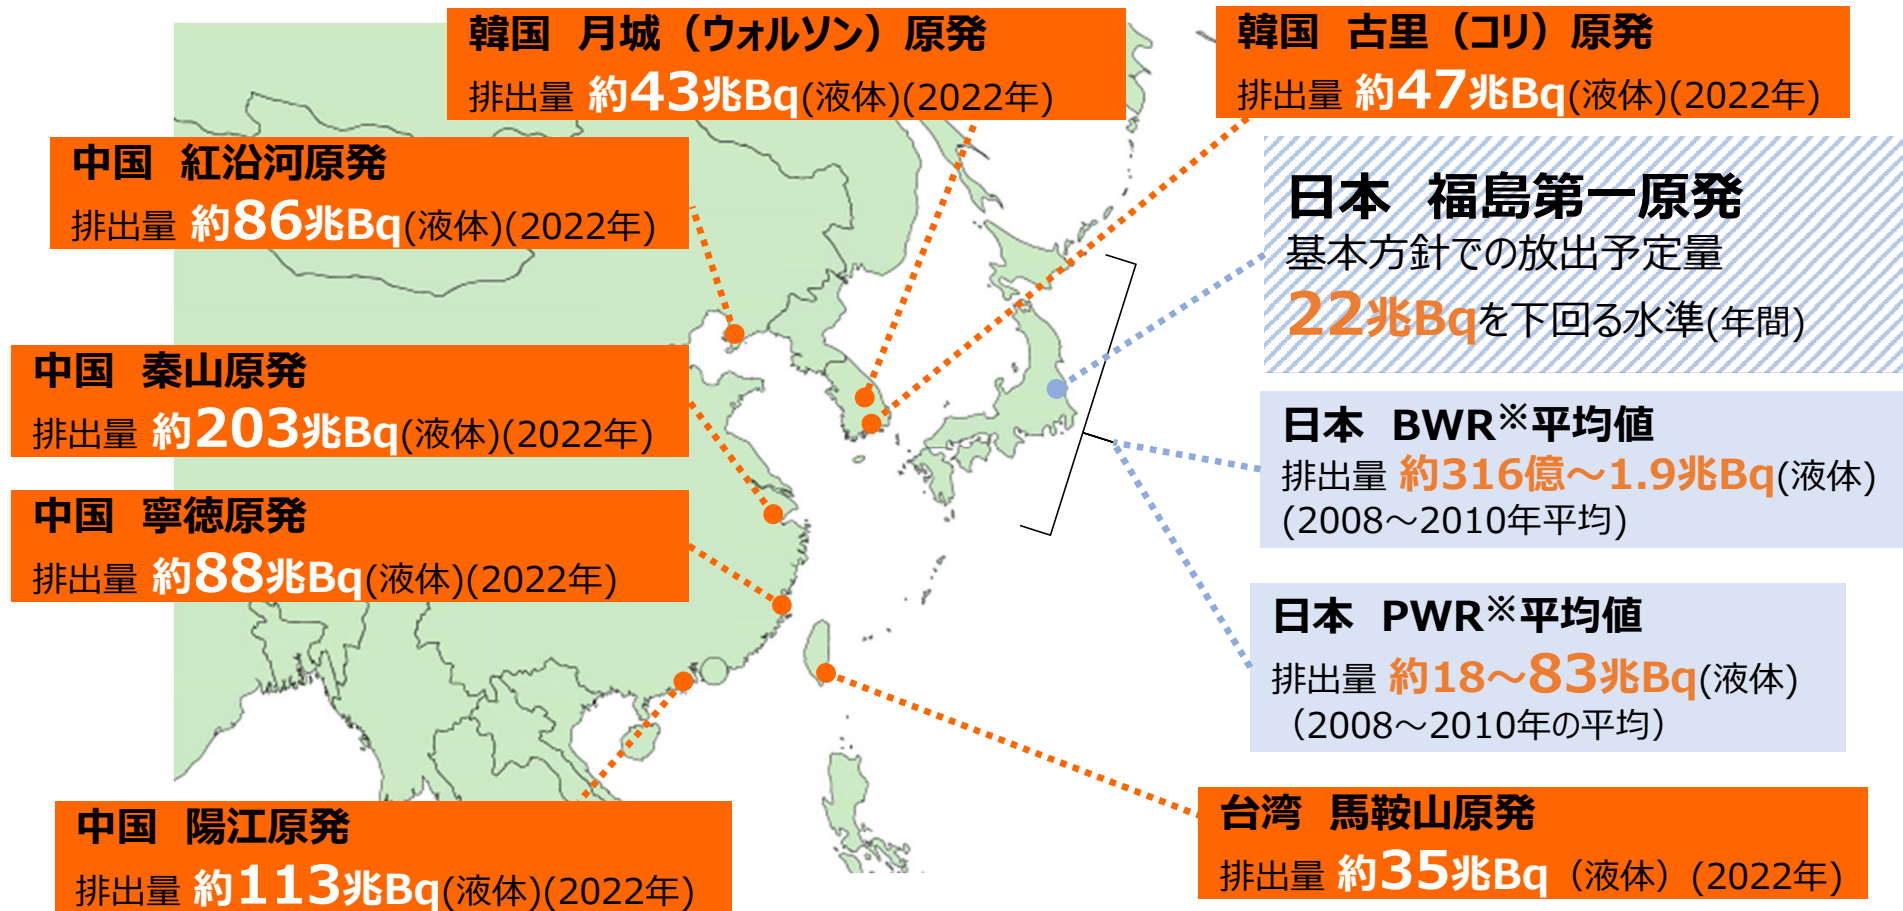 韓国 月城（ウォルソン）原発
排出量 約43兆Bq(液体)(2022年)
韓国 古里（コリ）原発
排出量 約47兆Bq(液体)(2022年)
中国 紅沿河原発
排出量 約86兆Bq(液体)(2022年)
日本 福島第一原発
基本方針での放出予定量
22兆Bqを下回る水準(年間)
中国 秦山原発
排出量 約203兆Bq(液体)(2022年)
日本 BWR※平均値
排出量 約316億～1.9兆Bq(液体)
(2008～2010年平均)
中国 寧徳原発
排出量 約88兆Bq(液体)(2022年)
日本 PWR※平均値
排出量 約18～83兆Bq(液体)
（2008～2010年の平均）
中国 陽江原発
排出量 約113兆Bq(液体)(2022年)
台湾 馬鞍山原発
排出量 約35兆Bq（液体）(2022年)